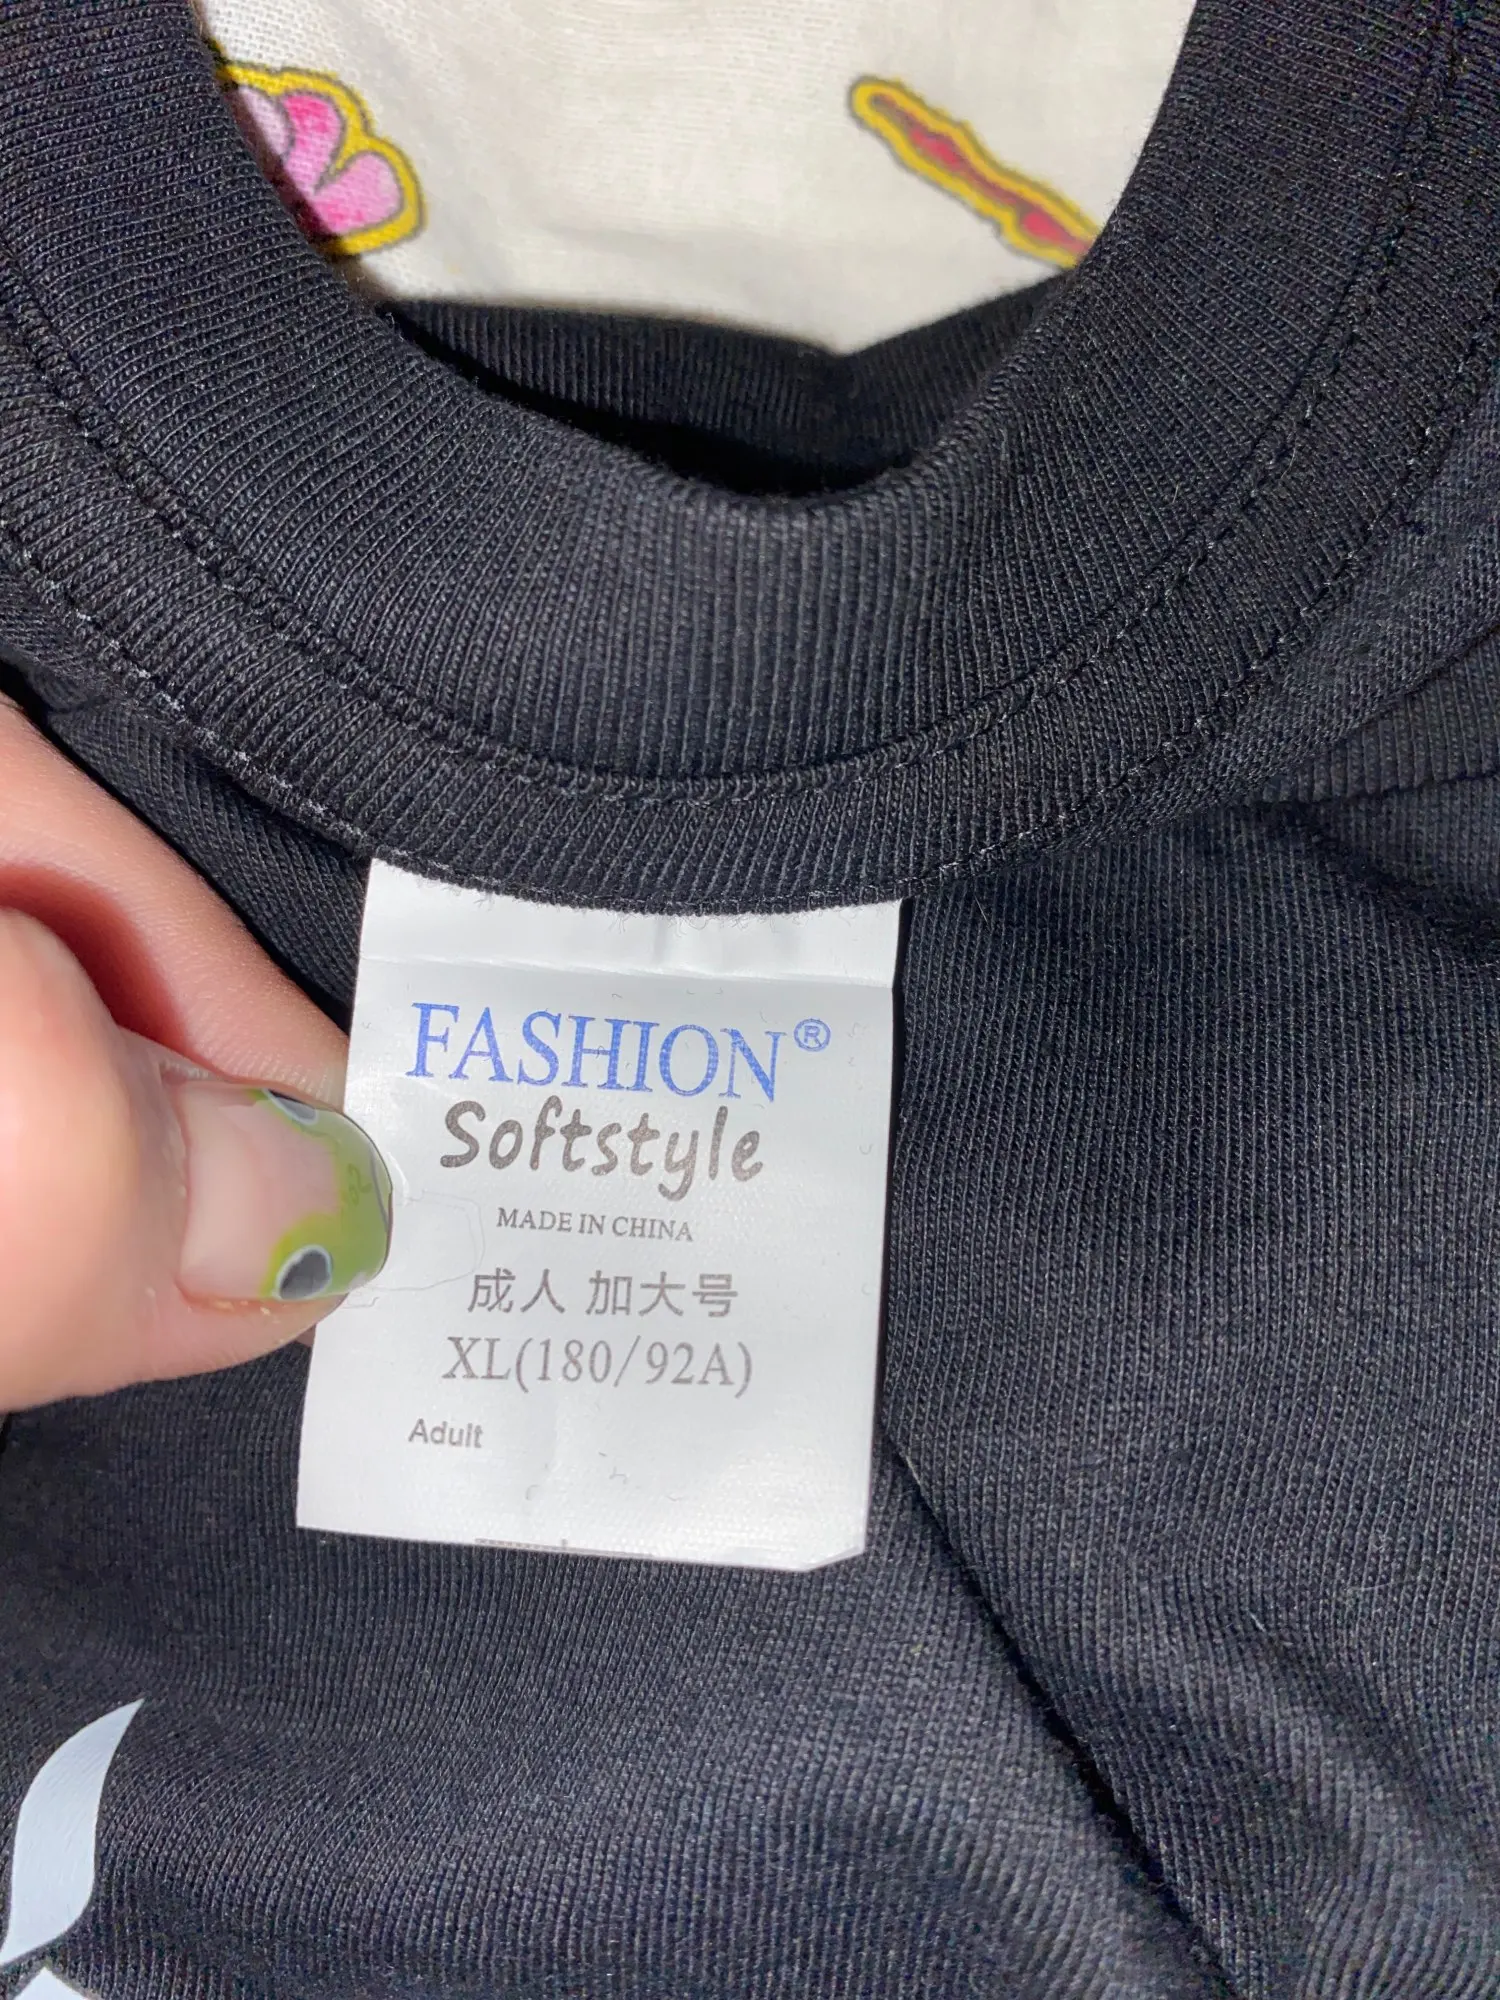 FASHION®
Softstyle
MADE IN CHINA
成人 加大号
XL(180/92A)
Adult